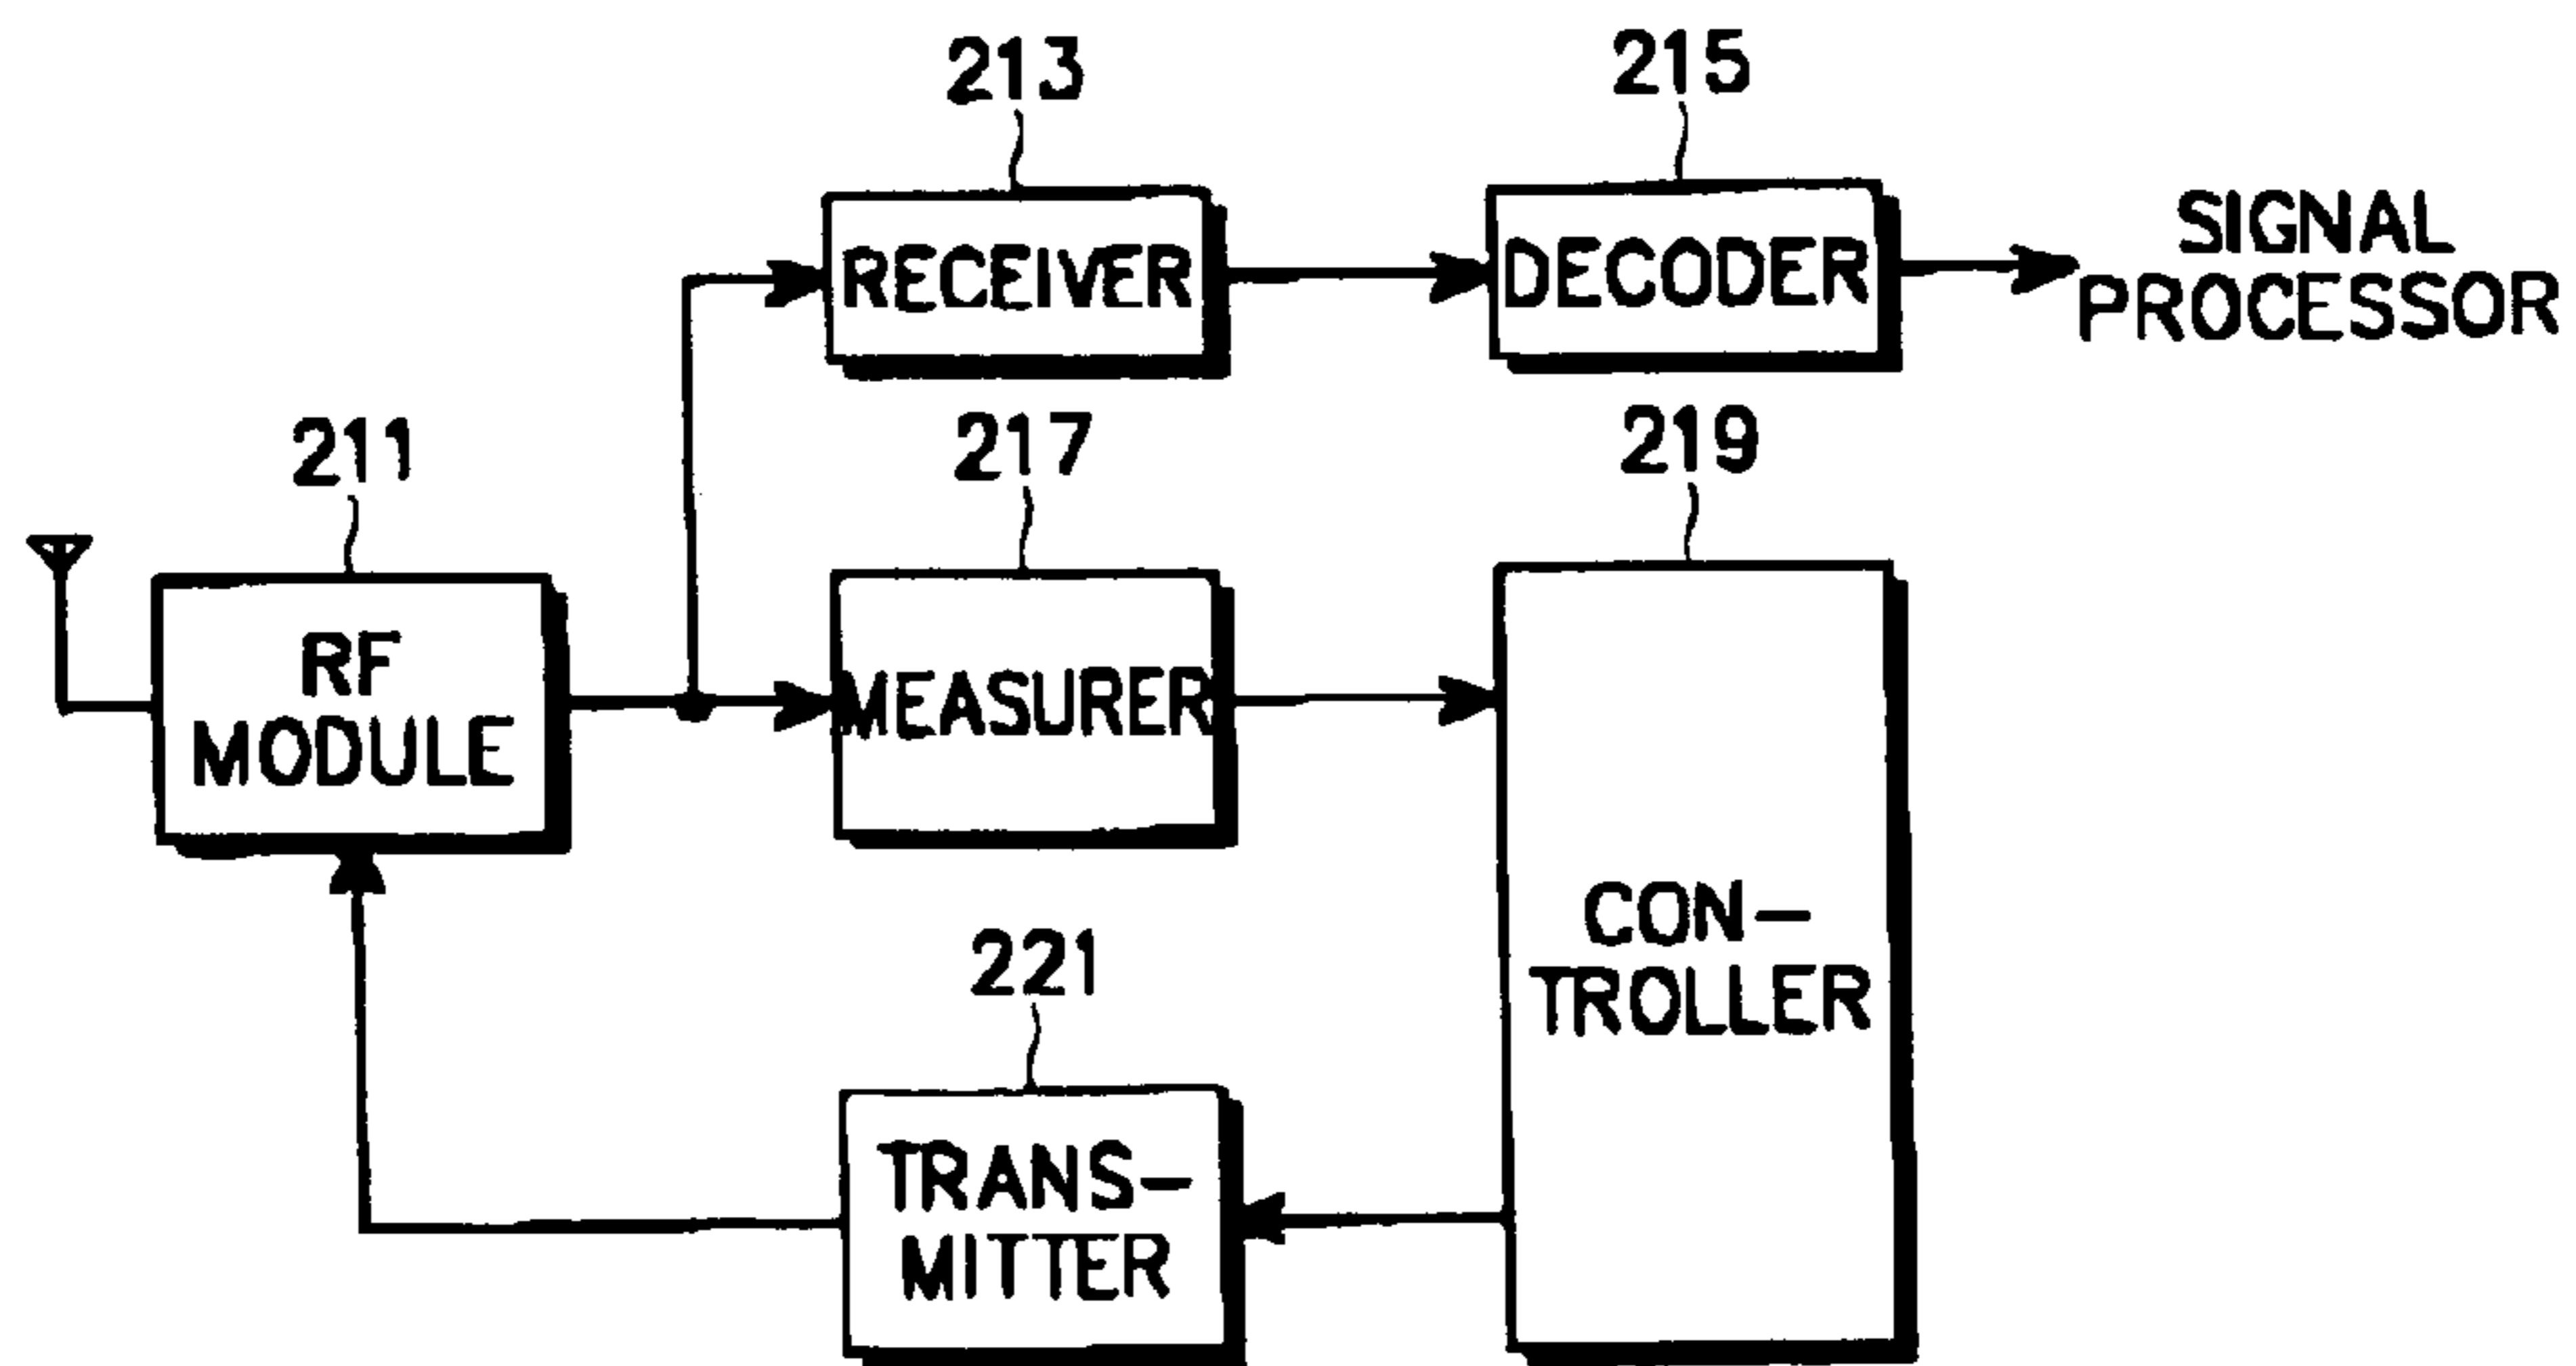 213
215
RECEIVER
DECODER
SIGNAL
PROCESSOR
211
217
219
RF
MODULE
MEASURER
CON-
TROLLER
221
TRANS-
MITTER